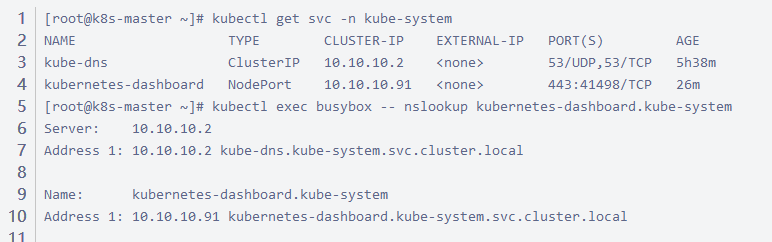 1 [root@k8s-master ~]# kubectl get svc -n kube-system
2 NAME                   TYPE        CLUSTER-IP    EXTERNAL-IP   PORT(S)         AGE
3 kube-dns               ClusterIP   10.10.10.2    <none>        53/UDP,53/TCP   5h38m
4 kubernetes-dashboard   NodePort    10.10.10.91   <none>        443:41498/TCP   26m
5 [root@k8s-master ~]# kubectl exec busybox -- nslookup kubernetes-dashboard.kube-system
6 Server:    10.10.10.2
7 Address 1: 10.10.10.2 kube-dns.kube-system.svc.cluster.local
8
9 Name:      kubernetes-dashboard.kube-system
10 Address 1: 10.10.10.91 kubernetes-dashboard.kube-system.svc.cluster.local
11